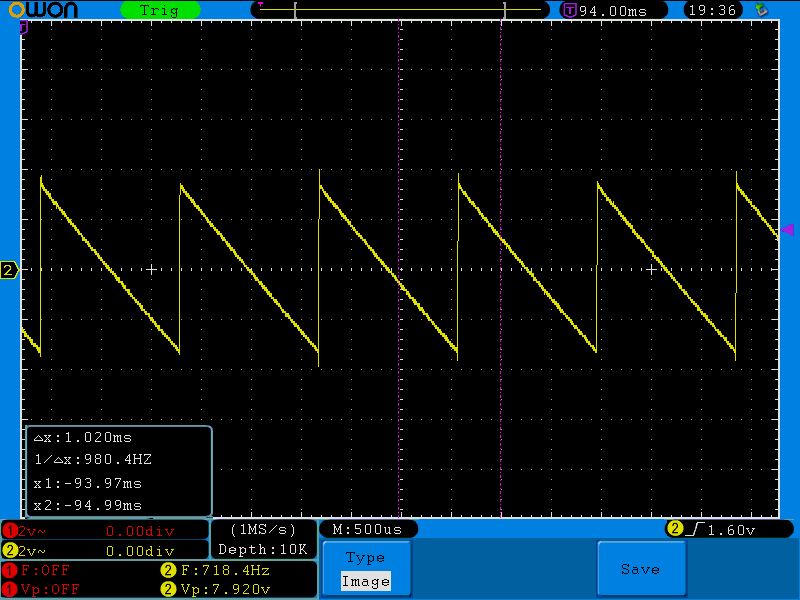 OWON Trig T 94.00ms 19:36
2
△x:1.020ms
1/△x:980.4HZ
x1:-93.97ms
x2:-94.99ms
1 2v~ 0.00div
2 2v~ 0.00div
(1MS/s)
Depth:10K
M:500us
2 1.60v
1 F:OFF 2 F:718.4Hz
1 Vp:OFF 2 Vp:7.920v
Type
Image
Save